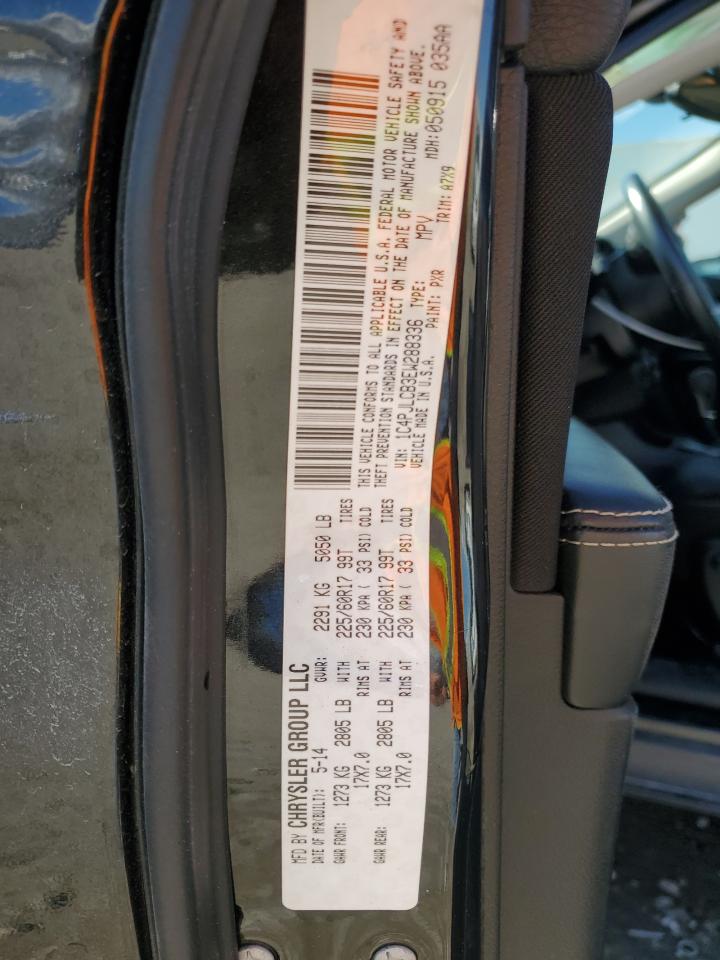 MFD BY CHRYSLER GROUP LLC
DATE OF MFR(BUILT): 5-14 GVWR: 2291 KG 5050 LB
GAWR FRONT: 1273 KG 2805 LB WITH 225/60R17 99T TIRES
17X7.0 RIMS AT 230 KPA ( 33 PSI) COLD
GAWR REAR: 1273 KG 2805 LB WITH 225/60R17 99T TIRES
17X7.0 RIMS AT 230 KPA ( 33 PSI) COLD
THIS VEHICLE CONFORMS TO ALL APPLICABLE U.S.A. FEDERAL MOTOR VEHICLE SAFETY AND
THEFT PREVENTION STANDARDS IN EFFECT ON THE DATE OF MANUFACTURE SHOWN ABOVE.
VIN: 1C4PJLCB3EW288336 TYPE: MPV MDH:050915 035AA
VEHICLE MADE IN U.S.A. PAINT: PXR TRIM: A7X9